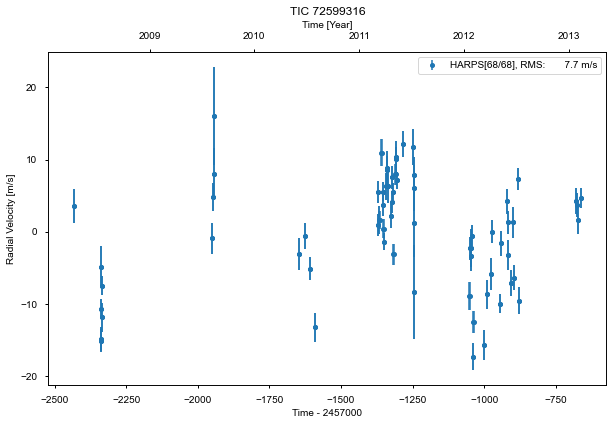 TIC 72599316
Time [Year]
2009 2010 2011 2012 2013
HARPS[68/68], RMS: 7.7 m/s
Radial Velocity [m/s]
20
10
0
−10
−20
−2500 −2250 −2000 −1750 −1500 −1250 −1000 −750
Time - 2457000